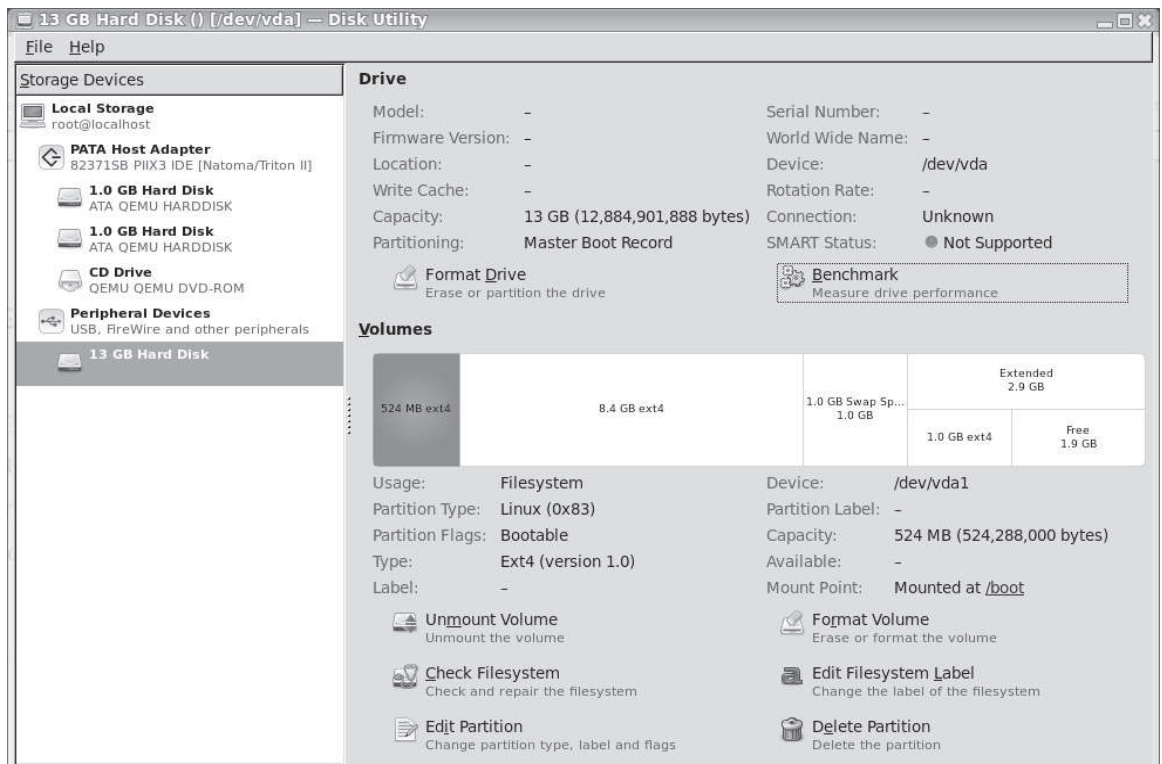 13 GB Hard Disk () [/dev/vda] — Disk Utility
File Help
Storage Devices
Local Storage
root@localhost
PATA Host Adapter
82371SB PIIX3 IDE [Natoma/Triton II]
1.0 GB Hard Disk
ATA QEMU HARDDISK
1.0 GB Hard Disk
ATA QEMU HARDDISK
CD Drive
QEMU QEMU DVD-ROM
Peripheral Devices
USB, FireWire and other peripherals
13 GB Hard Disk
Drive
Model: – Serial Number: –
Firmware Version: – World Wide Name: –
Location: – Device: /dev/vda
Write Cache: – Rotation Rate: –
Capacity: 13 GB (12,884,901,888 bytes) Connection: Unknown
Partitioning: Master Boot Record SMART Status: Not Supported
Format Drive
Erase or partition the drive
Benchmark
Measure drive performance
Volumes
524 MB ext4
8.4 GB ext4
1.0 GB Swap Sp...
1.0 GB
Extended
2.9 GB
1.0 GB ext4
Free
1.9 GB
Usage: Filesystem Device: /dev/vda1
Partition Type: Linux (0x83) Partition Label: –
Partition Flags: Bootable Capacity: 524 MB (524,288,000 bytes)
Type: Ext4 (version 1.0) Available: –
Label: – Mount Point: Mounted at /boot
Unmount Volume
Unmount the volume
Format Volume
Erase or format the volume
Check Filesystem
Check and repair the filesystem
Edit Filesystem Label
Change the label of the filesystem
Edit Partition
Change partition type, label and flags
Delete Partition
Delete the partition